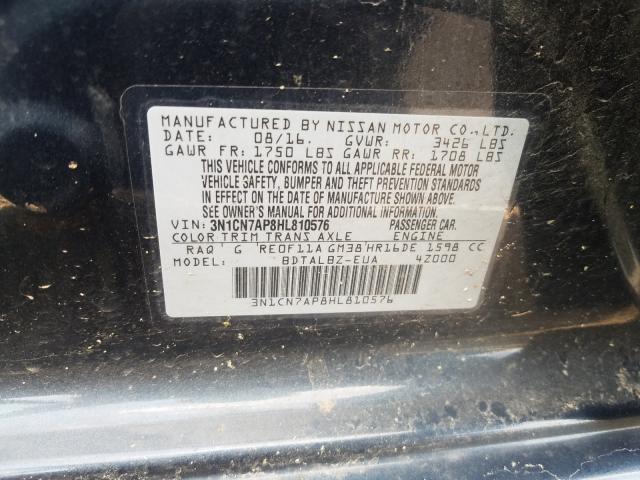 MANUFACTURED BY NISSAN MOTOR CO., LTD.
DATE: 08/16. GVWR: 3426 LBS
GAWR FR: 1750 LBS GAWR RR: 1708 LBS
THIS VEHICLE CONFORMS TO ALL APPLICABLE FEDERAL MOTOR
VEHICLE SAFETY, BUMPER AND THEFT PREVENTION STANDARDS
IN EFFECT ON THE DATE OF MANUFACTURE SHOWN ABOVE.
SEE OWNER'S MANUAL FOR ADDITIONAL INFORMATION.
VIN: 3N1CN7AP8HL810576 PASSENGER CAR.
COLOR TRIM TRANS AXLE ENGINE
RAQ G RE0F11A GM38 HR16DE 1598 CC
MODEL: BDTALBZ-EUA 4Z000
3N1CN7AP8HL810576